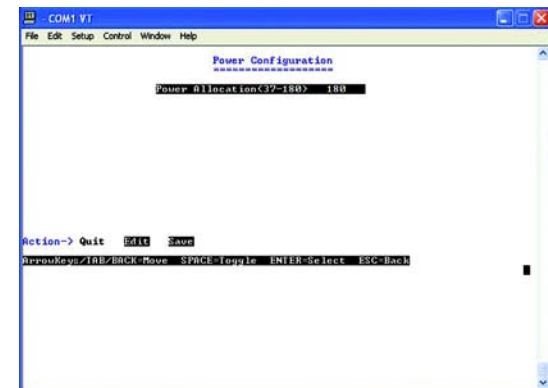 - COM1 VT
File Edit Setup Control Window Help
Power Configuration
===================
Power Allocation(37-180) 180
Action-> Quit Edit Save
ArrowKeys/TAB/BACK=Move SPACE=Toggle ENTER=Select ESC=Back